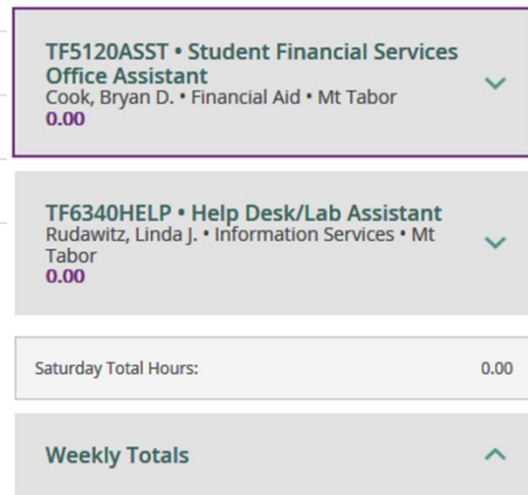 TF5120ASST • Student Financial Services
Office Assistant
Cook, Bryan D. • Financial Aid • Mt Tabor
0.00
TF6340HELP • Help Desk/Lab Assistant
Rudawitz, Linda J. • Information Services • Mt
Tabor
0.00
Saturday Total Hours: 0.00
Weekly Totals